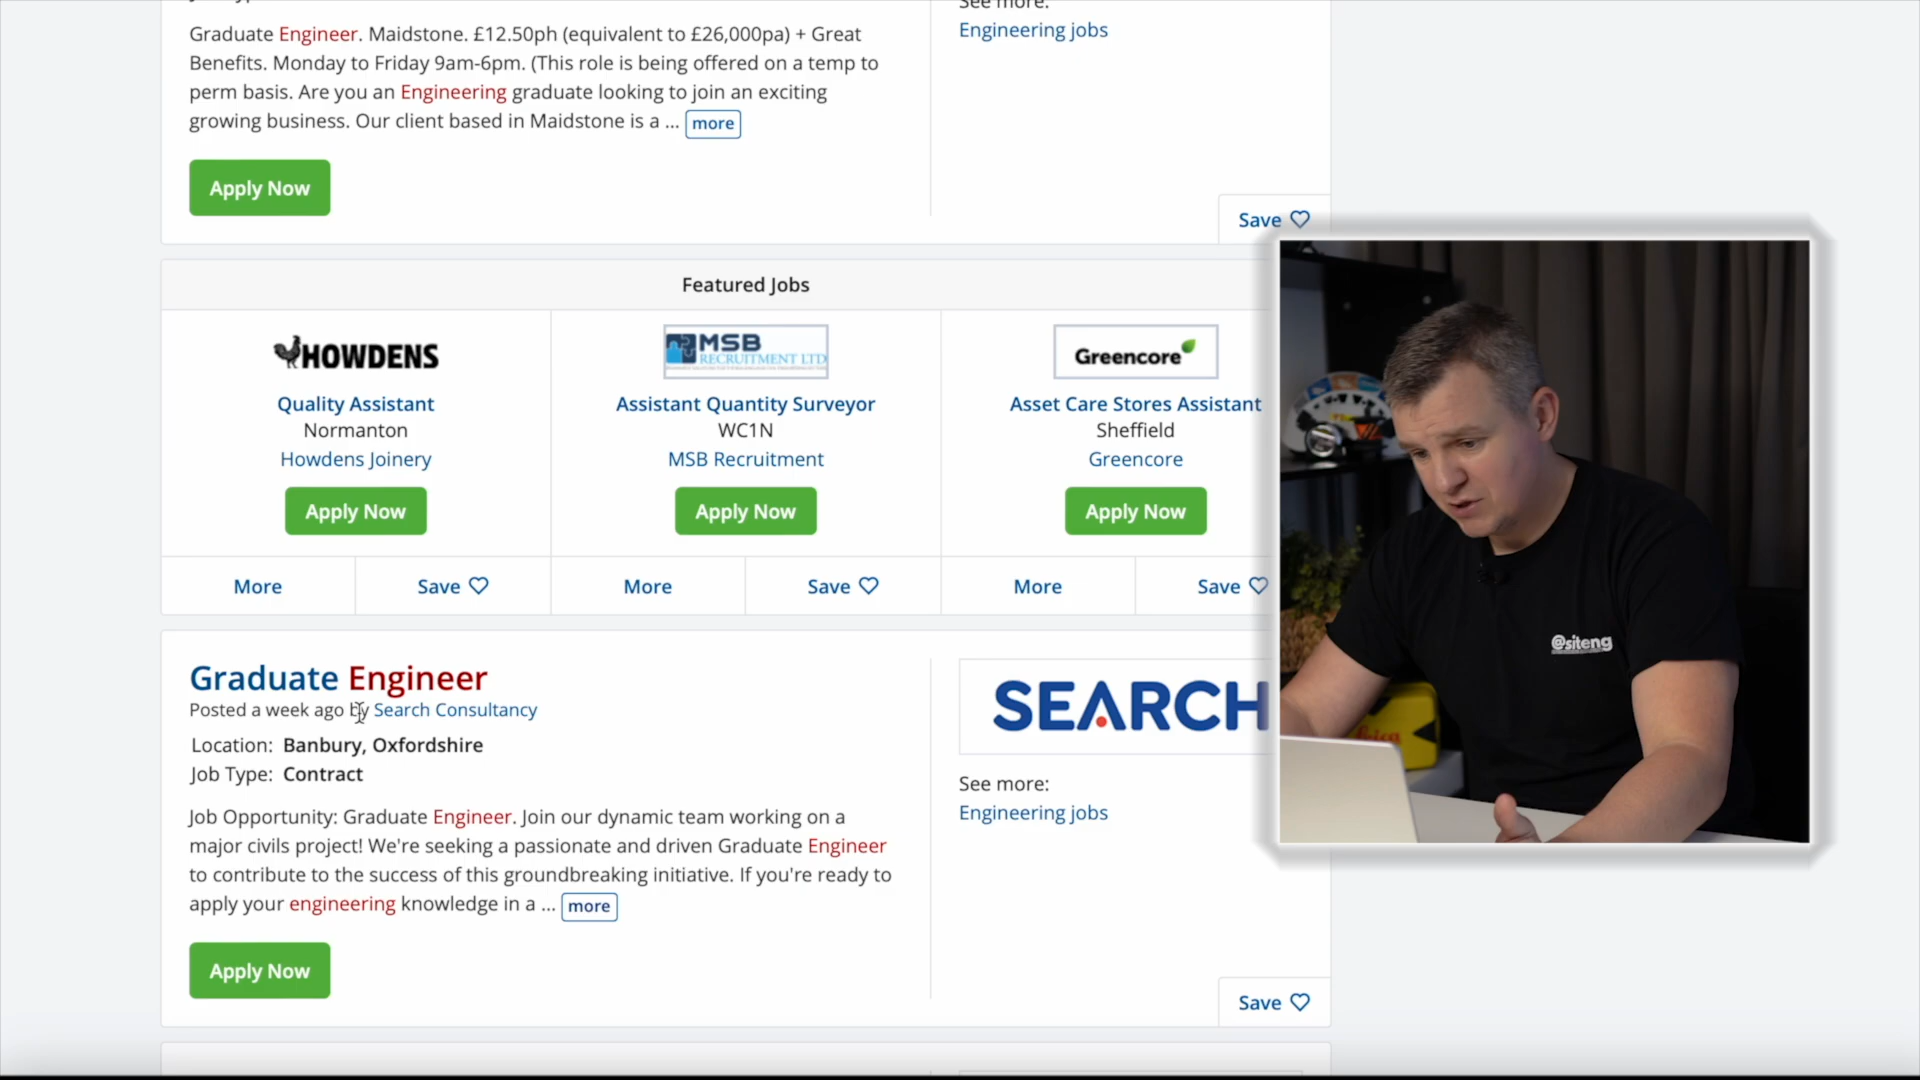 See more:
Graduate Engineer. Maidstone. £12.50ph (equivalent to £26,000pa) + Great
Benefits. Monday to Friday 9am-6pm. (This role is being offered on a temp to
perm basis. Are you an Engineering graduate looking to join an exciting
growing business. Our client based in Maidstone is a ... more
Engineering jobs
Apply Now
Save
Featured Jobs
HOWDENS
MSB
RECRUITMENT LTD
Greencore
Quality Assistant
Normanton
Howdens Joinery
Apply Now
More
Save
Assistant Quantity Surveyor
WC1N
MSB Recruitment
Apply Now
More
Save
Asset Care Stores Assistant
Sheffield
Greencore
Apply Now
More
Save
@siteng
Leica
Graduate Engineer
Posted a week ago by Search Consultancy
Location: Banbury, Oxfordshire
Job Type: Contract
Job Opportunity: Graduate Engineer. Join our dynamic team working on a
major civils project! We're seeking a passionate and driven Graduate Engineer
to contribute to the success of this groundbreaking initiative. If you're ready to
apply your engineering knowledge in a ... more
SEARCH
See more:
Engineering jobs
Apply Now
Save